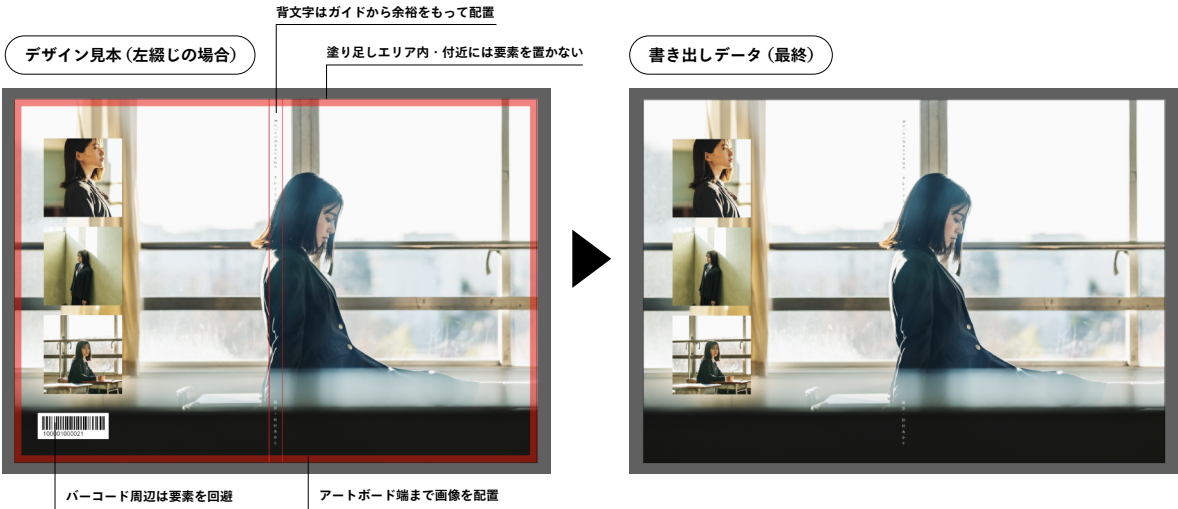 背文字はガイドから余裕をもって配置
デザイン見本（左綴じの場合）
塗り足しエリア内・付近には要素を置かない
書き出しデータ（最終）
100001000021
バーコード周辺は要素を回避
アートボード端まで画像を配置